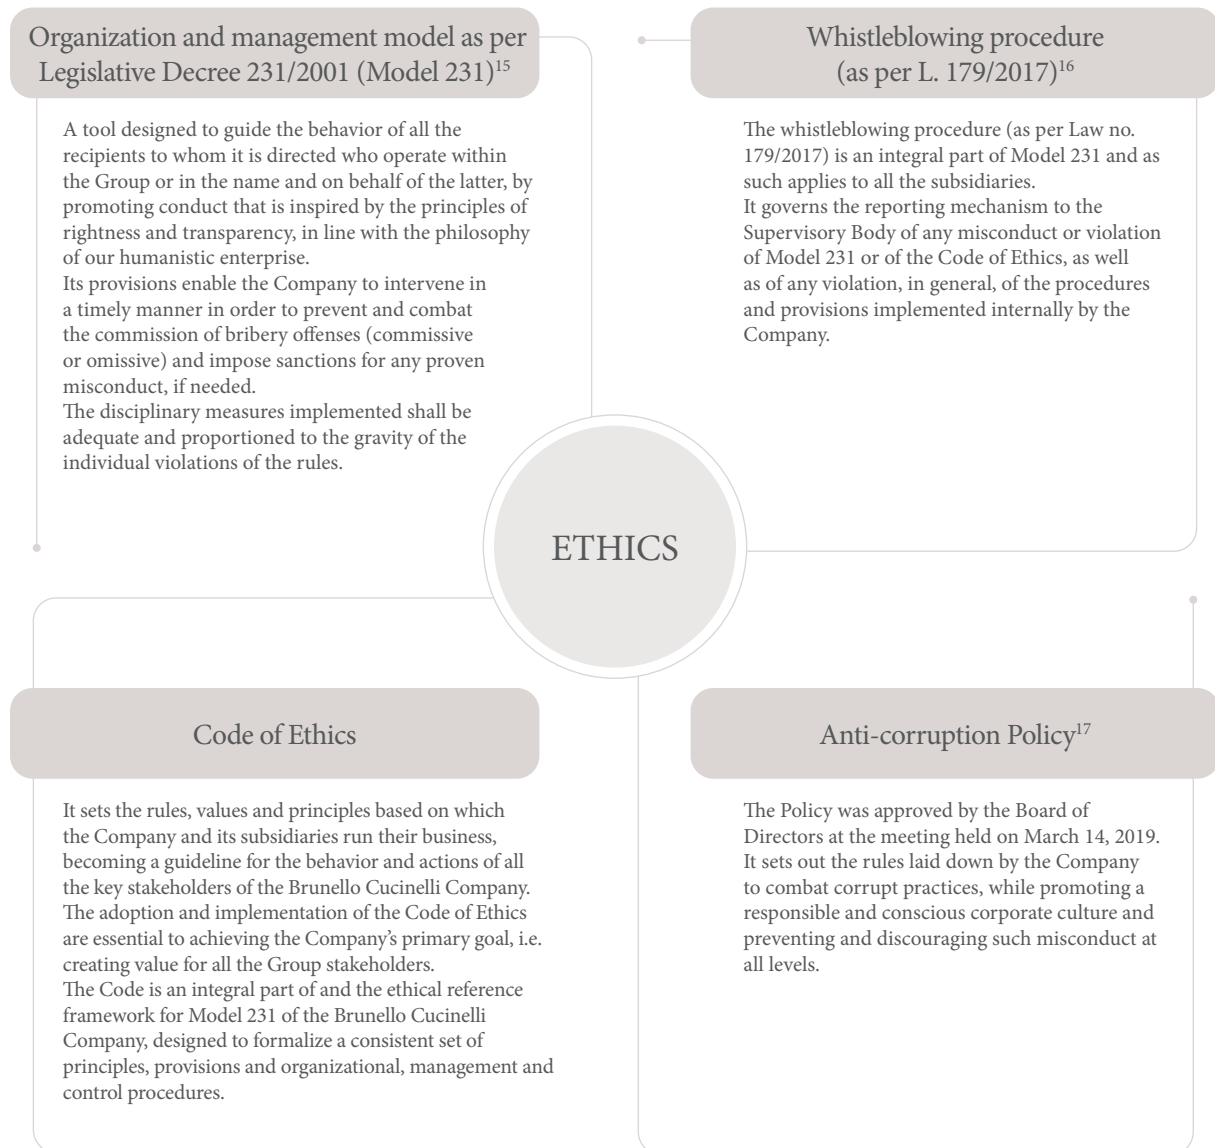 Organization and management model as per
Legislative Decree 231/2001 (Model 231)15
A tool designed to guide the behavior of all the
recipients to whom it is directed who operate within
the Group or in the name and on behalf of the latter, by
promoting conduct that is inspired by the principles of
rightness and transparency, in line with the philosophy
of our humanistic enterprise.
Its provisions enable the Company to intervene in
a timely manner in order to prevent and combat
the commission of bribery offenses (commissive
or omissive) and impose sanctions for any proven
misconduct, if needed.
The disciplinary measures implemented shall be
adequate and proportioned to the gravity of the
individual violations of the rules.
Whistleblowing procedure
(as per L. 179/2017)16
The whistleblowing procedure (as per Law no.
179/2017) is an integral part of Model 231 and as
such applies to all the subsidiaries.
It governs the reporting mechanism to the
Supervisory Body of any misconduct or violation
of Model 231 or of the Code of Ethics, as well
as of any violation, in general, of the procedures
and provisions implemented internally by the
Company.
ETHICS
Code of Ethics
It sets the rules, values and principles based on which
the Company and its subsidiaries run their business,
becoming a guideline for the behavior and actions of all
the key stakeholders of the Brunello Cucinelli Company.
The adoption and implementation of the Code of Ethics
are essential to achieving the Company's primary goal, i.e.
creating value for all the Group stakeholders.
The Code is an integral part of and the ethical reference
framework for Model 231 of the Brunello Cucinelli
Company, designed to formalize a consistent set of
principles, provisions and organizational, management and
control procedures.
Anti-corruption Policy17
The Policy was approved by the Board of
Directors at the meeting held on March 14, 2019.
It sets out the rules laid down by the Company
to combat corrupt practices, while promoting a
responsible and conscious corporate culture and
preventing and discouraging such misconduct at
all levels.